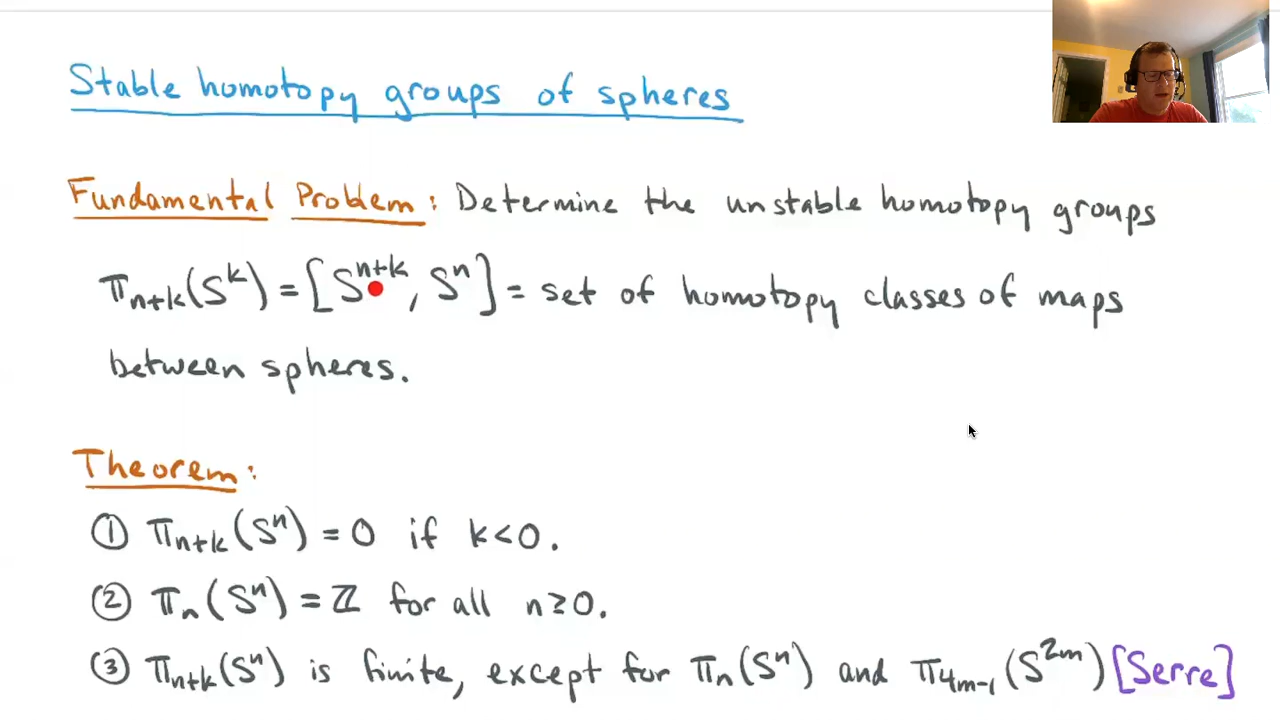 Stable homotopy groups of spheres
Fundamental Problem: Determine the unstable homotopy groups
π_{n+k}(S^k) = [S^{n+k}, S^n] = set of homotopy classes of maps
between spheres.
Theorem:
① π_{n+k}(S^n) = 0 if k<0.
② π_n(S^n) = ℤ for all n≥0.
③ π_{n+k}(S^n) is finite, except for π_n(S^n) and π_{4m-1}(S^{2m}) [Serre]